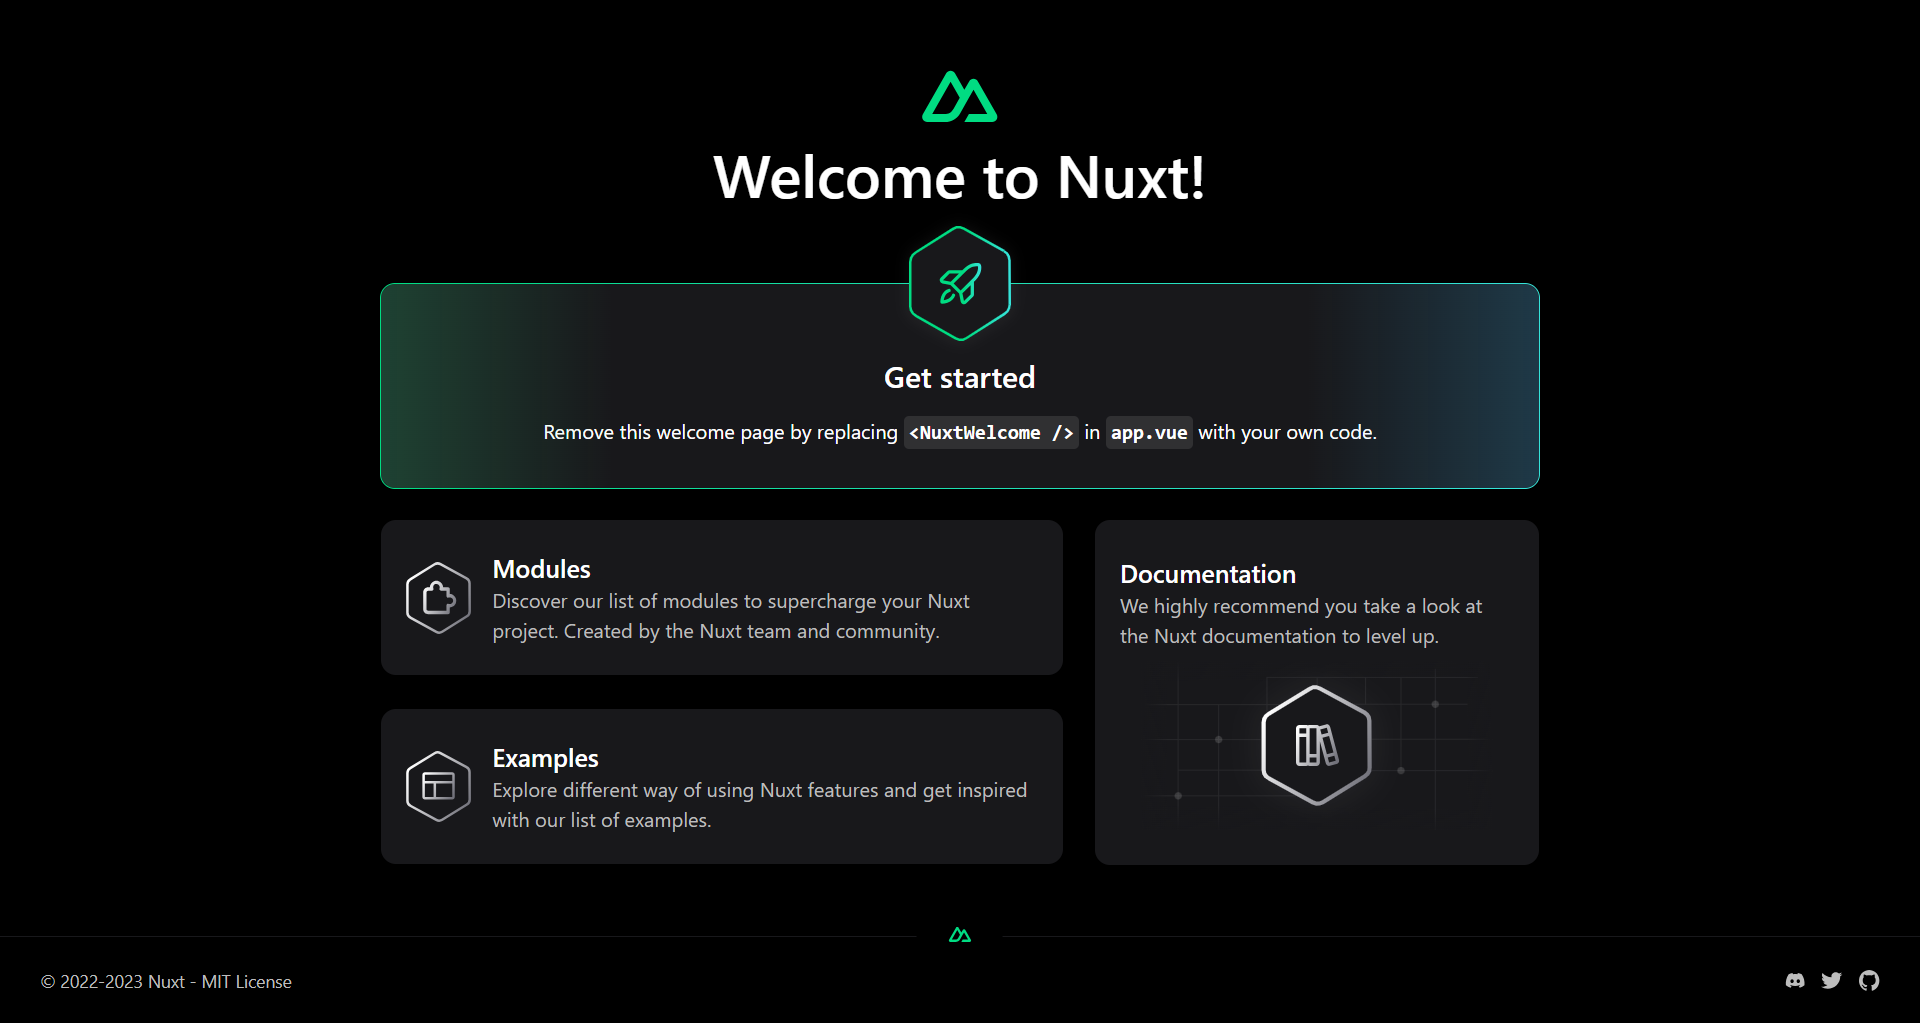 Welcome to Nuxt!
Get started
Remove this welcome page by replacing <NuxtWelcome /> in app.vue with your own code.
Modules
Discover our list of modules to supercharge your Nuxt
project. Created by the Nuxt team and community.
Examples
Explore different way of using Nuxt features and get inspired
with our list of examples.
Documentation
We highly recommend you take a look at
the Nuxt documentation to level up.
© 2022-2023 Nuxt - MIT License